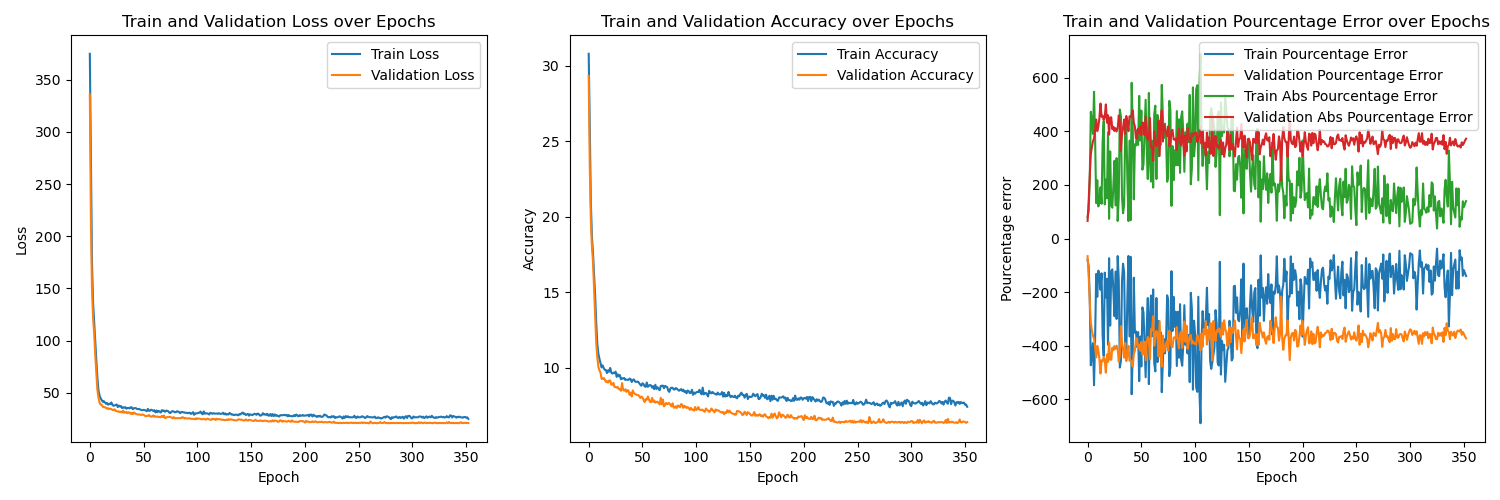 Train and Validation Loss over Epochs
Train Loss
Validation Loss
350
300
250
200
150
100
50
Loss
0 50 100 150 200 250 300 350
Epoch
Train and Validation Accuracy over Epochs
Train Accuracy
Validation Accuracy
30
25
20
15
10
Accuracy
0 50 100 150 200 250 300 350
Epoch
Train and Validation Pourcentage Error over Epochs
Train Pourcentage Error
Validation Pourcentage Error
Train Abs Pourcentage Error
Validation Abs Pourcentage Error
600
400
200
0
−200
−400
−600
Pourcentage error
0 50 100 150 200 250 300 350
Epoch